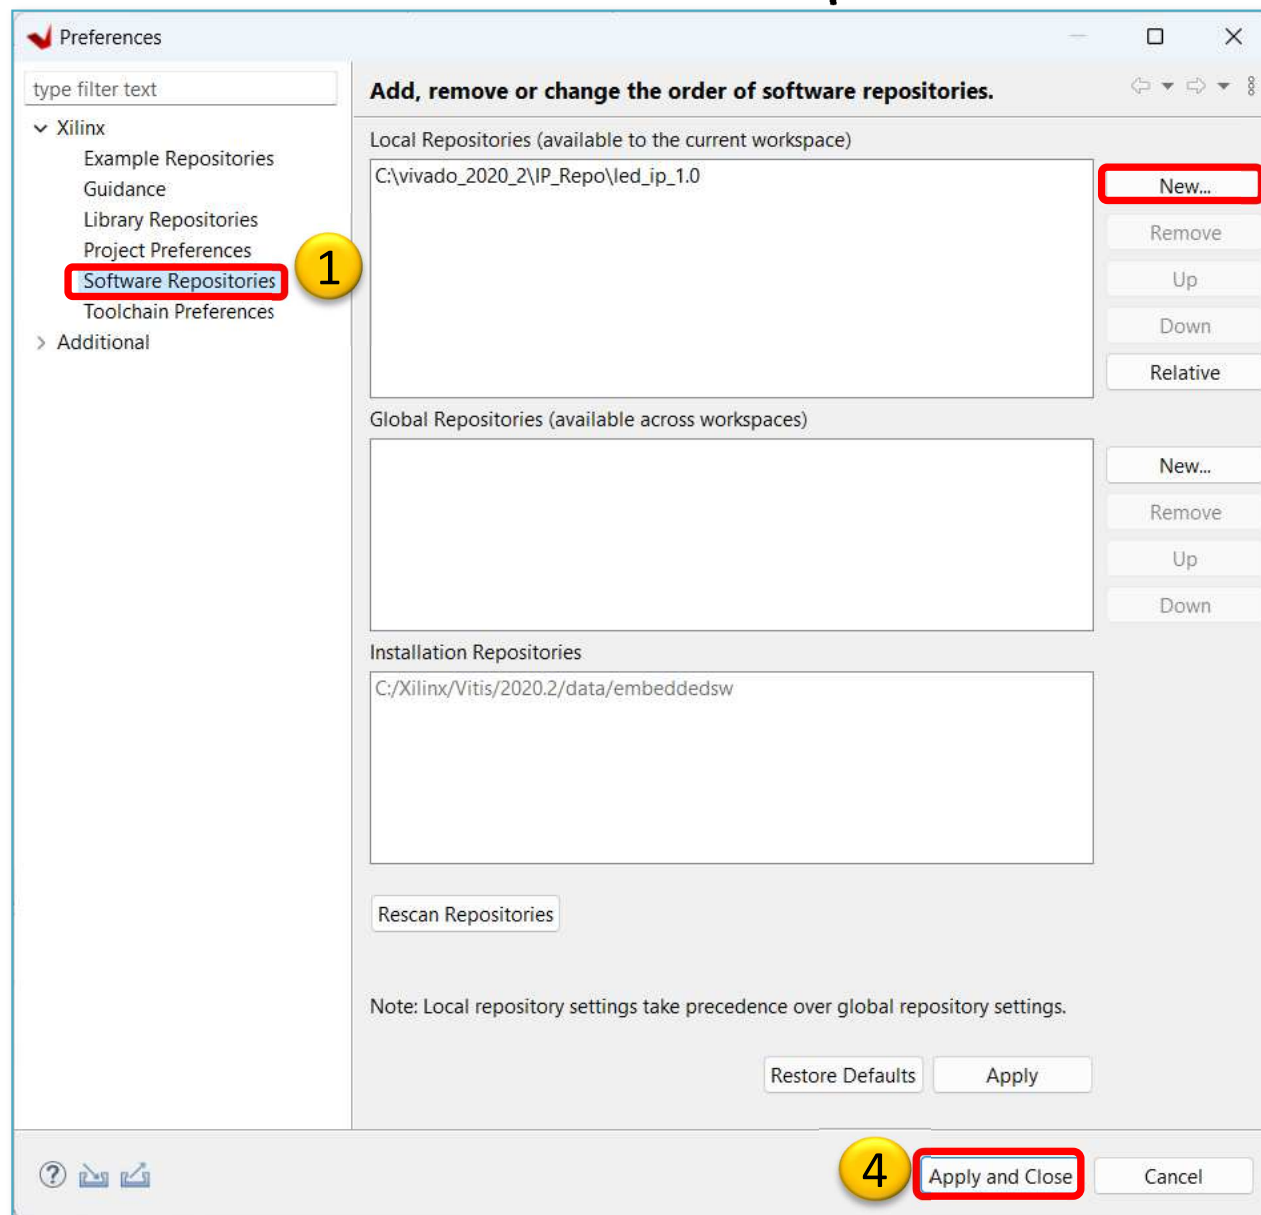 Preferences
type filter text
Xilinx
Example Repositories
Guidance
Library Repositories
Project Preferences
Software Repositories
1
Toolchain Preferences
Additional
Add, remove or change the order of software repositories.
Local Repositories (available to the current workspace)
C:\vivado_2020_2\IP_Repo\led_ip_1.0
New...
Remove
Up
Down
Relative
Global Repositories (available across workspaces)
New...
Remove
Up
Down
Installation Repositories
C:/Xilinx/Vitis/2020.2/data/embeddedsw
Rescan Repositories
Note: Local repository settings take precedence over global repository settings.
Restore Defaults
Apply
4
Apply and Close
Cancel